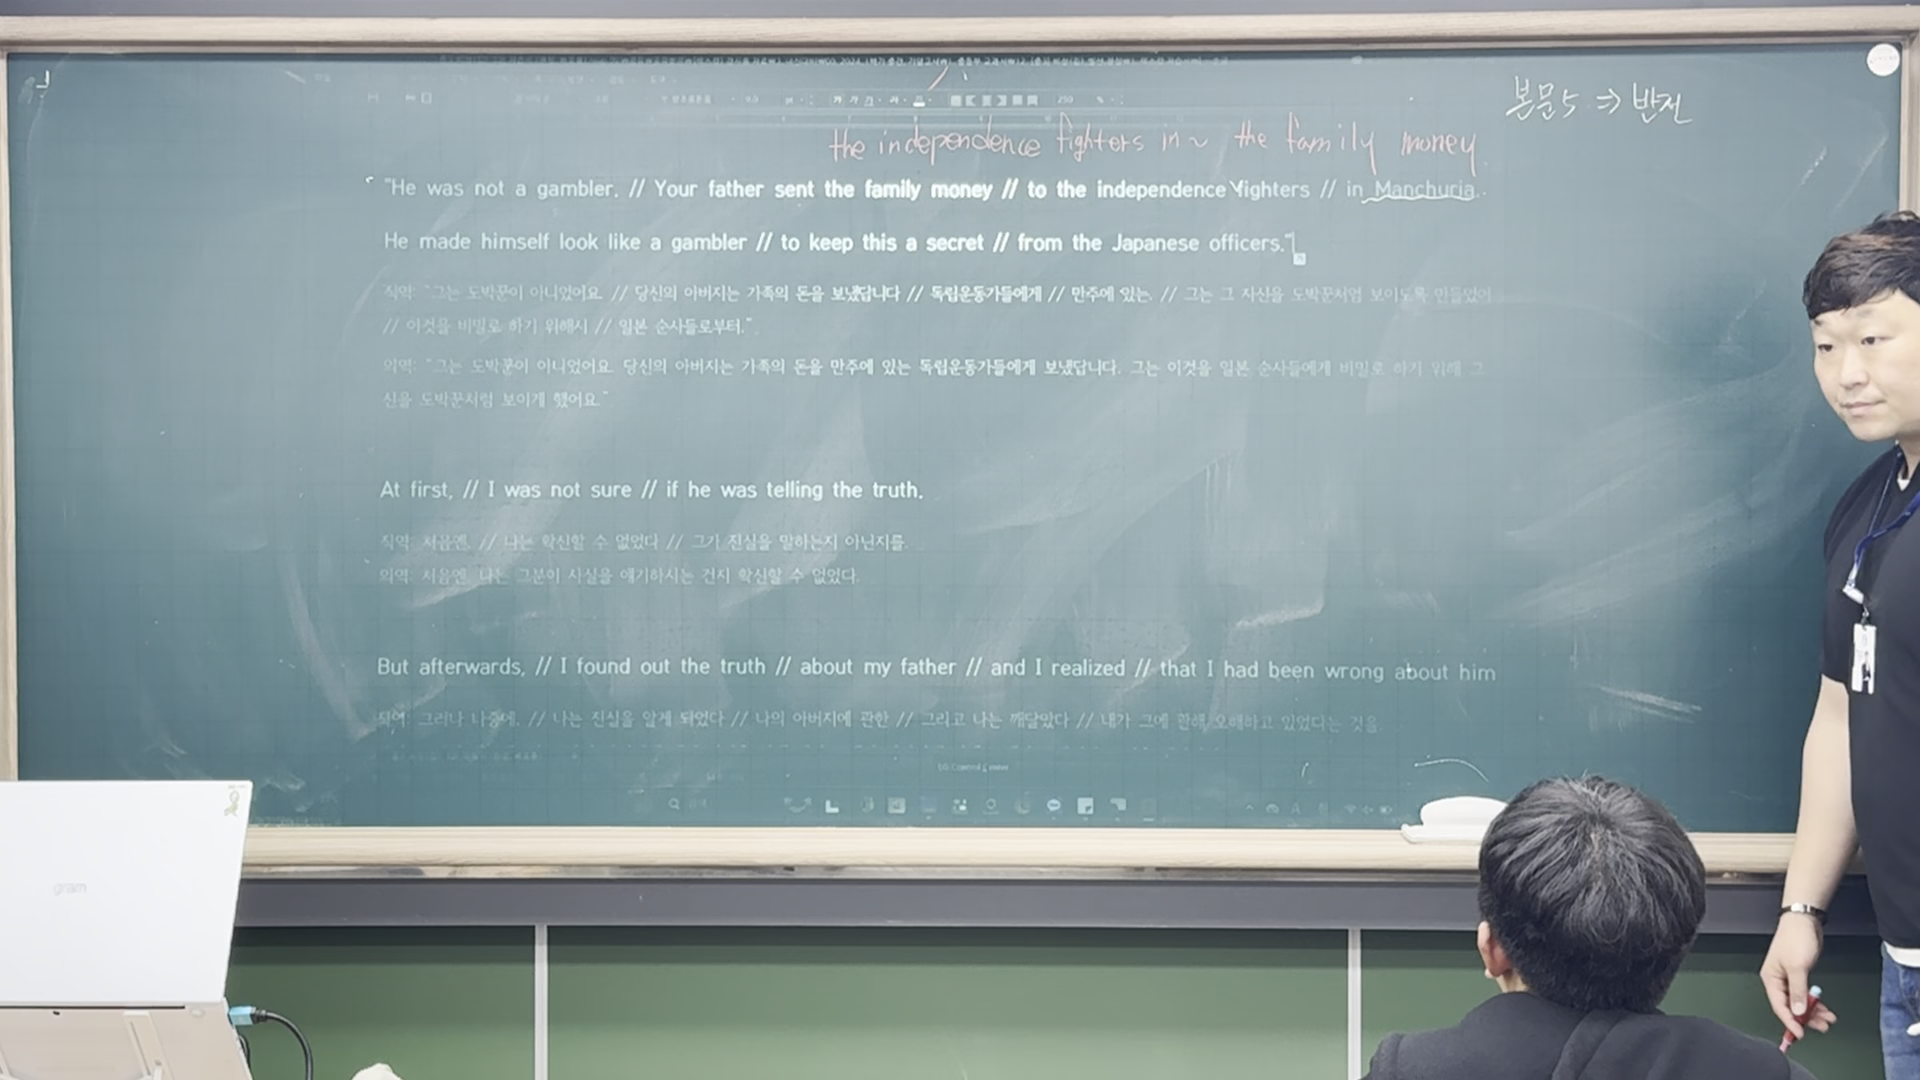 본문5 ⇒ 반전
the independence fighters in ~ the family money
"He was not a gambler. // Your father sent the family money // to the independence fighters // in Manchuria.
He made himself look like a gambler // to keep this a secret // from the Japanese officers."
직역: "그는 도박꾼이 아니었어요. // 당신의 아버지는 가족의 돈을 보냈답니다 // 독립운동가들에게 // 만주에 있는. // 그는 그 자신을 도박꾼처럼 보이도록 만들었어
// 이것을 비밀로 하기 위해서 // 일본 순사들로부터."
의역: "그는 도박꾼이 아니었어요. 당신의 아버지는 가족의 돈을 만주에 있는 독립운동가들에게 보냈답니다. 그는 이것을 일본 순사들에게 비밀로 하기 위해 그
신을 도박꾼처럼 보이게 했어요."
At first, // I was not sure // if he was telling the truth.
직역: 처음엔, // 나는 확신할 수 없었다 // 그가 진실을 말하는지 아닌지를.
의역: 처음엔, 나는 그분이 사실을 얘기하시는 건지 확신할 수 없었다.
But afterwards, // I found out the truth // about my father // and I realized // that I had been wrong about him
직역: 그러나 나중에, // 나는 진실을 알게 되었다 // 나의 아버지에 관한 // 그리고 나는 깨달았다 // 내가 그에 관해 오해하고 있었다는 것을.
LG Control Center
gram